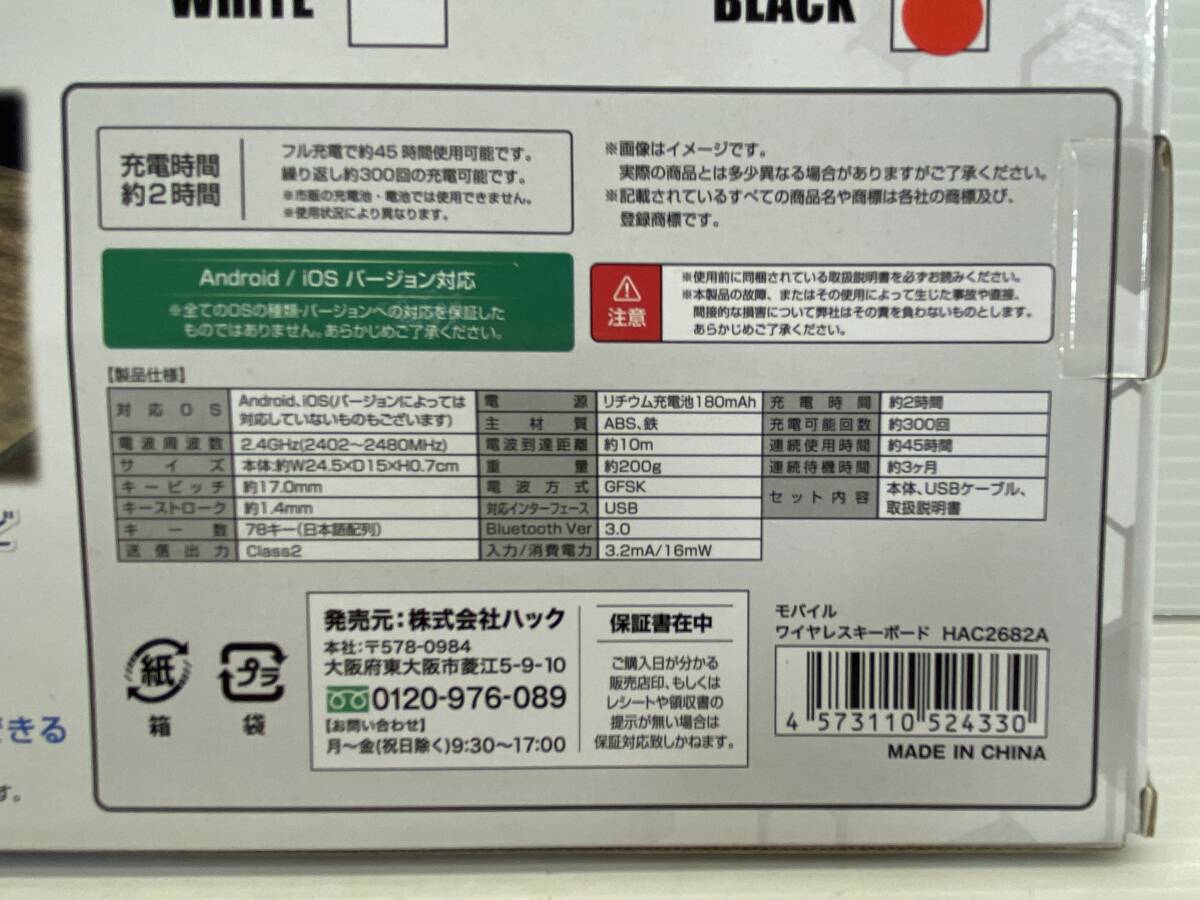 WHITE
BLACK
充電時間
約2時間
フル充電で約45時間使用可能です。
繰り返し約300回の充電可能です。
※市販の充電池・電池では使用できません。
※使用状況により異なります。
※画像はイメージです。
実際の商品とは多少異なる場合がありますがご了承ください。
※記載されているすべての商品名や商標は各社の商標及び、
登録商標です。
Android / iOS バージョン対応
※全てのOSの種類・バージョンへの対応を保証した
ものではありません。あらかじめご了承ください。
注意
※使用前に同梱されている取扱説明書を必ずお読みください。
※本製品の故障、またはその使用によって生じた事故や直接、
間接的な損害について弊社はその責を負わないものとします。
あらかじめご了承ください。
【製品仕様】
対応OS Android、iOS(バージョンによっては
対応していないものもございます)
電波周波数 2.4GHz(2402～2480MHz)
サイズ 本体:約W24.5×D15×H0.7cm
キーピッチ 約17.0mm
キーストローク 約1.4mm
キー数 78キー(日本語配列)
送信出力 Class2
電源 リチウム充電池180mAh
主材質 ABS、鉄
電波到達距離 約10m
重量 約200g
電波方式 GFSK
対応インターフェース USB
Bluetooth Ver 3.0
入力/消費電力 3.2mA/16mW
充電時間 約2時間
充電可能回数 約300回
連続使用時間 約45時間
連続待機時間 約3ヶ月
セット内容 本体、USBケーブル、
取扱説明書
紙
箱
プラ
袋
発売元：株式会社ハック
本社:〒578-0984
大阪府東大阪市菱江5-9-10
0120-976-089
【お問い合わせ】
月～金(祝日除く)9:30～17:00
保証書在中
ご購入日が分かる
販売店印、もしくは
レシートや領収書の
提示が無い場合は
保証対応致しかねます。
モバイル
ワイヤレスキーボード HAC2682A
4 573110 524330
MADE IN CHINA
ど
できる
す。